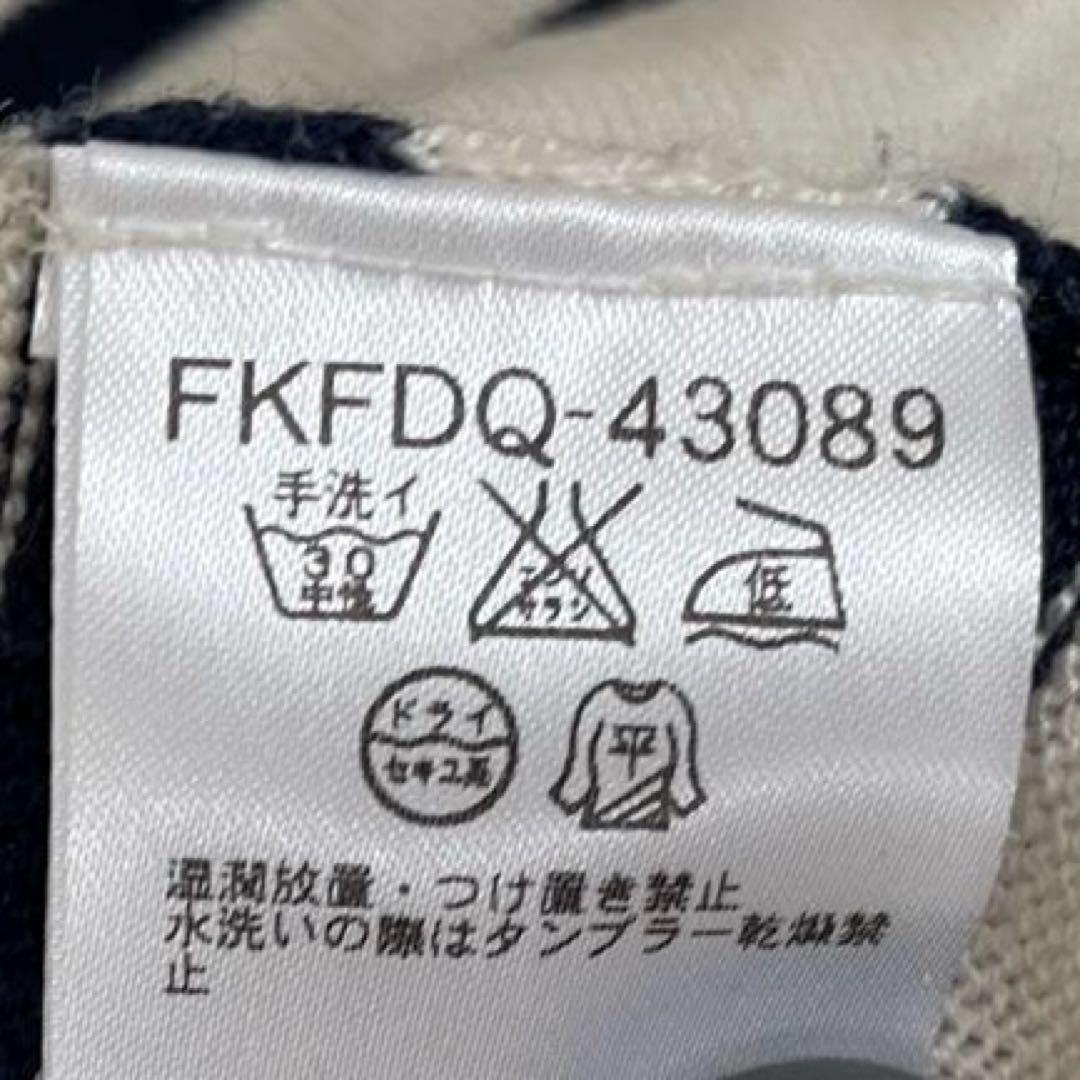 FKFDQ-43089
手洗イ
30
中性
エンソ
サラシ
低
ドライ
セキユ系
平
湿潤放置・つけ置き禁止
水洗いの際はタンブラー乾燥禁
止